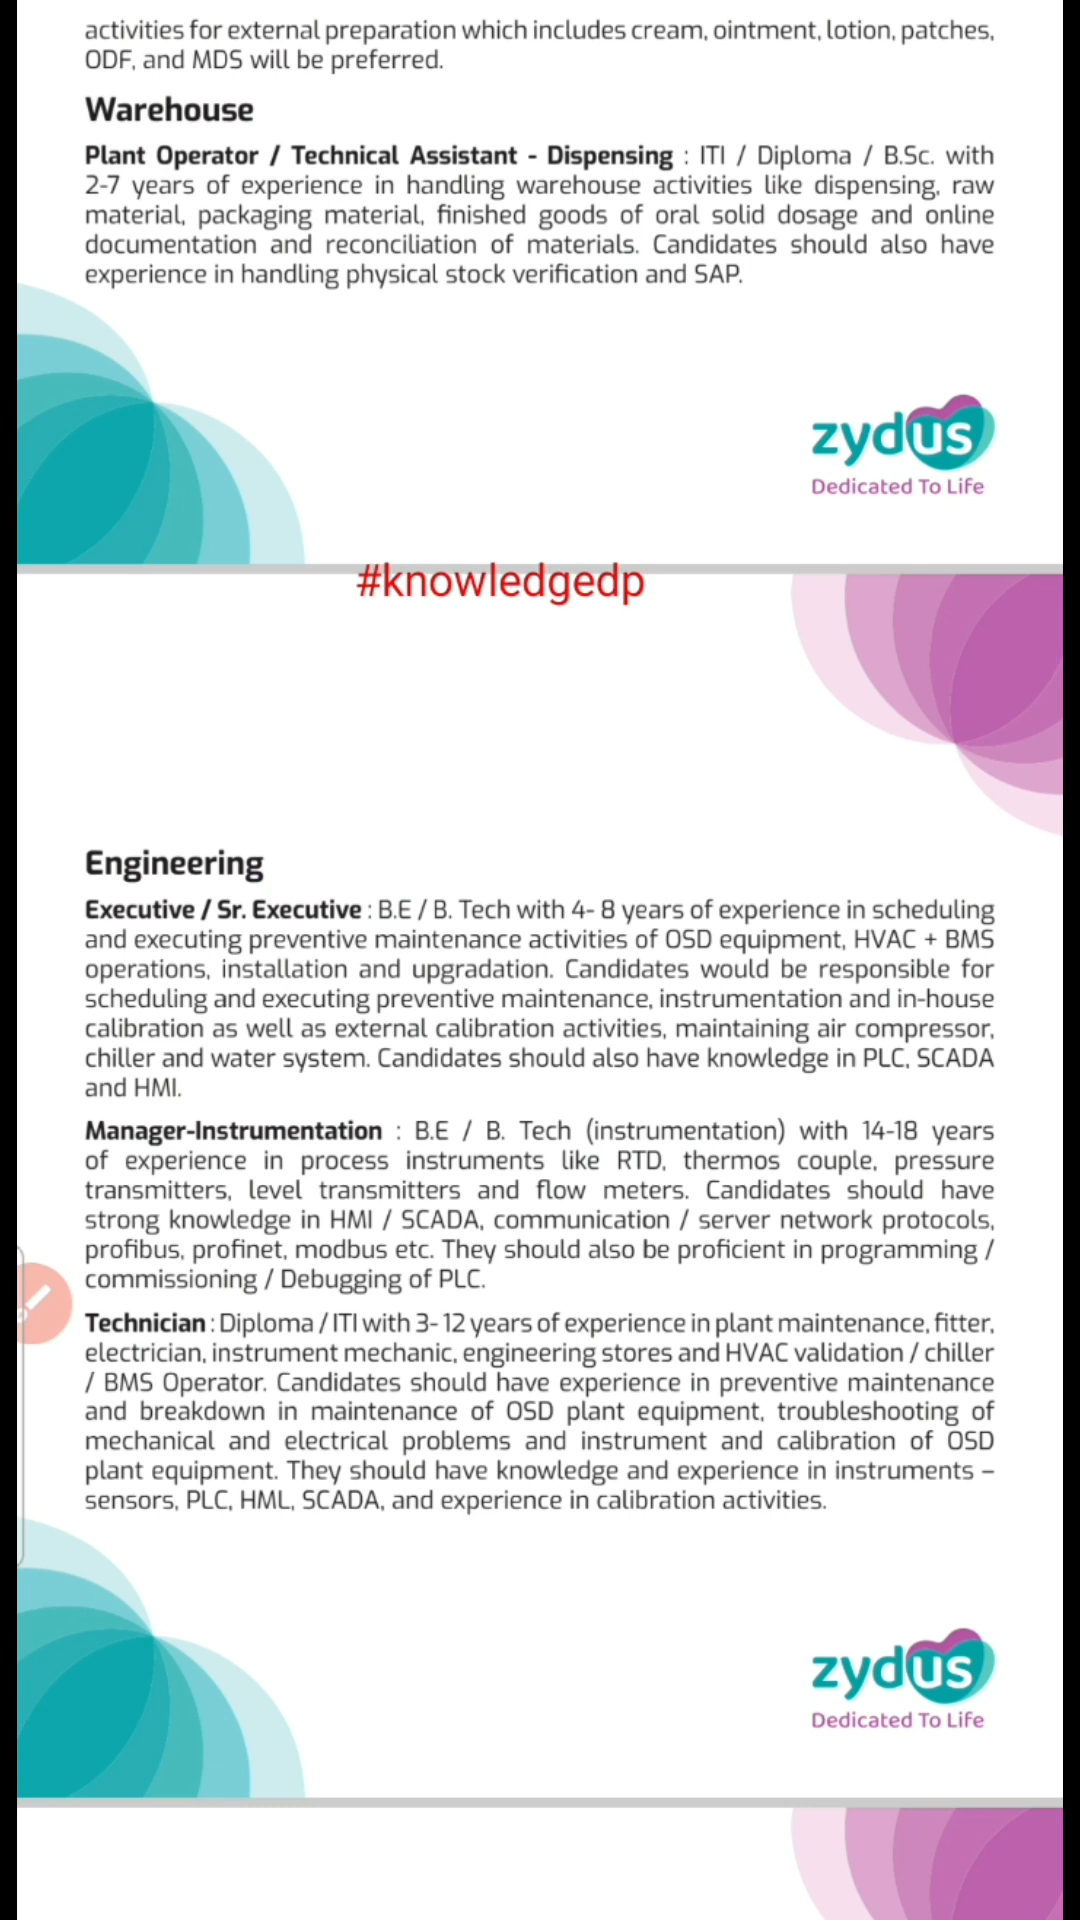 activities for external preparation which includes cream, ointment, lotion, patches,
ODF, and MDS will be preferred.
Warehouse
Plant Operator / Technical Assistant - Dispensing : ITI / Diploma / B.Sc. with
2-7 years of experience in handling warehouse activities like dispensing, raw
material, packaging material, finished goods of oral solid dosage and online
documentation and reconciliation of materials. Candidates should also have
experience in handling physical stock verification and SAP.
zydus
Dedicated To Life
#knowledgedp
Engineering
Executive / Sr. Executive : B.E / B. Tech with 4- 8 years of experience in scheduling
and executing preventive maintenance activities of OSD equipment, HVAC + BMS
operations, installation and upgradation. Candidates would be responsible for
scheduling and executing preventive maintenance, instrumentation and in-house
calibration as well as external calibration activities, maintaining air compressor,
chiller and water system. Candidates should also have knowledge in PLC, SCADA
and HMI.
Manager-Instrumentation : B.E / B. Tech (instrumentation) with 14-18 years
of experience in process instruments like RTD, thermos couple, pressure
transmitters, level transmitters and flow meters. Candidates should have
strong knowledge in HMI / SCADA, communication / server network protocols,
profibus, profinet, modbus etc. They should also be proficient in programming /
commissioning / Debugging of PLC.
Technician : Diploma / ITI with 3- 12 years of experience in plant maintenance, fitter,
electrician, instrument mechanic, engineering stores and HVAC validation / chiller
/ BMS Operator. Candidates should have experience in preventive maintenance
and breakdown in maintenance of OSD plant equipment, troubleshooting of
mechanical and electrical problems and instrument and calibration of OSD
plant equipment. They should have knowledge and experience in instruments –
sensors, PLC, HML, SCADA, and experience in calibration activities.
zydus
Dedicated To Life